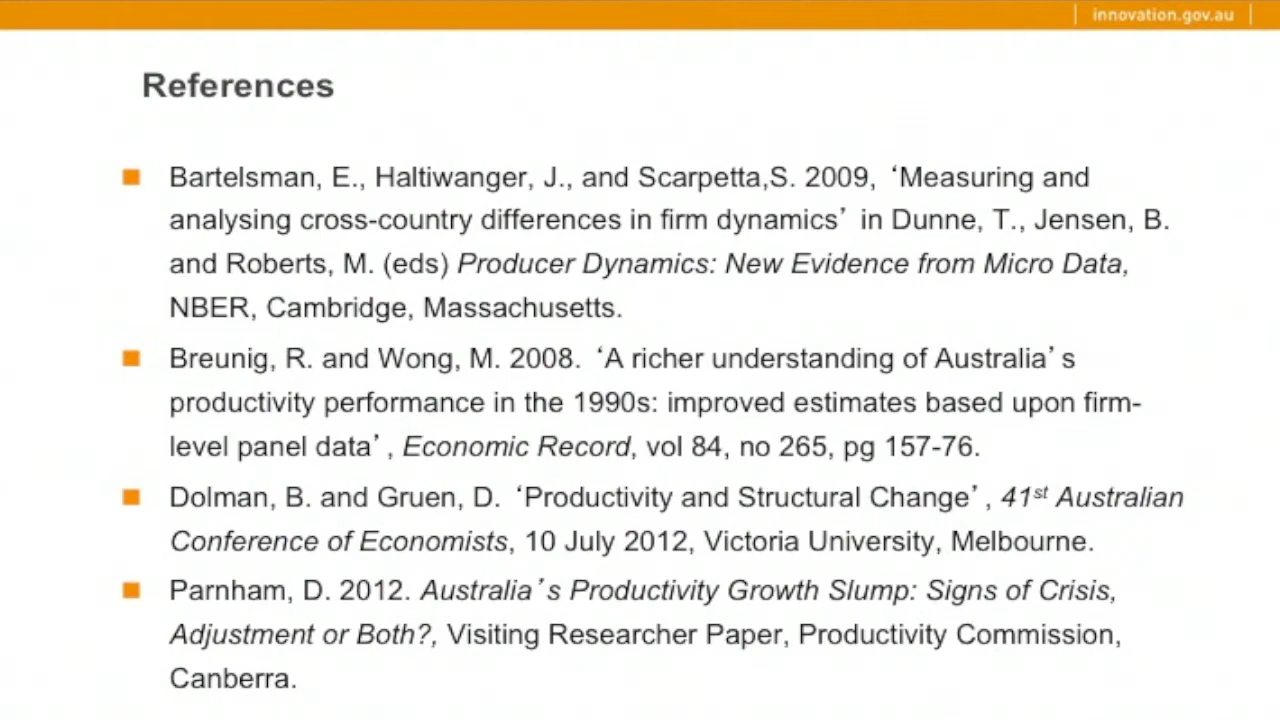 innovation.gov.au
References
Bartelsman, E., Haltiwanger, J., and Scarpetta,S. 2009, ‘Measuring and
analysing cross-country differences in firm dynamics’ in Dunne, T., Jensen, B.
and Roberts, M. (eds) Producer Dynamics: New Evidence from Micro Data,
NBER, Cambridge, Massachusetts.
Breunig, R. and Wong, M. 2008. ‘A richer understanding of Australia’s
productivity performance in the 1990s: improved estimates based upon firm-
level panel data’, Economic Record, vol 84, no 265, pg 157-76.
Dolman, B. and Gruen, D. ‘Productivity and Structural Change’, 41st Australian
Conference of Economists, 10 July 2012, Victoria University, Melbourne.
Parnham, D. 2012. Australia’s Productivity Growth Slump: Signs of Crisis,
Adjustment or Both?, Visiting Researcher Paper, Productivity Commission,
Canberra.